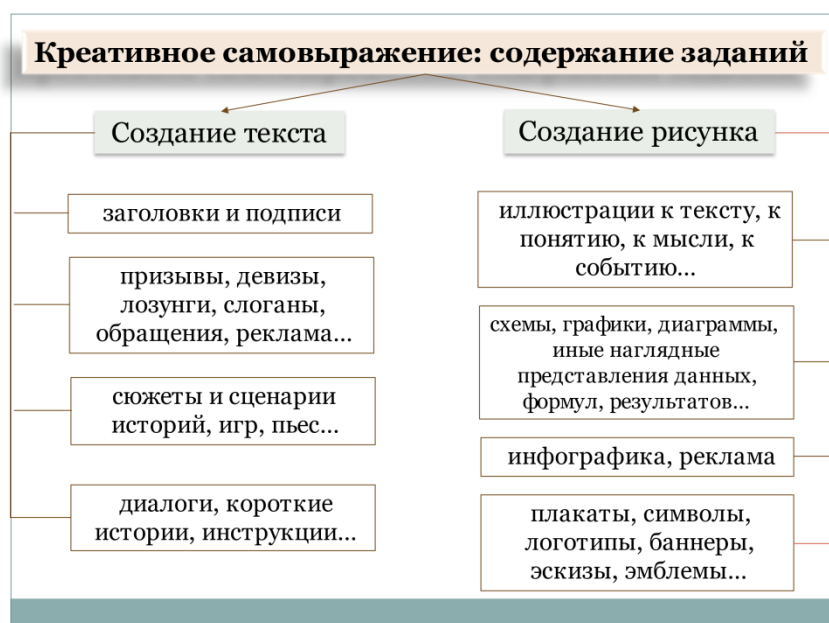 Креативное самовыражение: содержание заданий
Создание текста
заголовки и подписи
призывы, девизы,
лозунги, слоганы,
обращения, реклама...
сюжеты и сценарии
историй, игр, пьес...
диалоги, короткие
истории, инструкции...
Создание рисунка
иллюстрации к тексту, к
понятию, к мысли, к
событию...
схемы, графики, диаграммы,
иные наглядные
представления данных,
формул, результатов...
инфографика, реклама
плакаты, символы,
логотипы, баннеры,
эскизы, эмблемы...